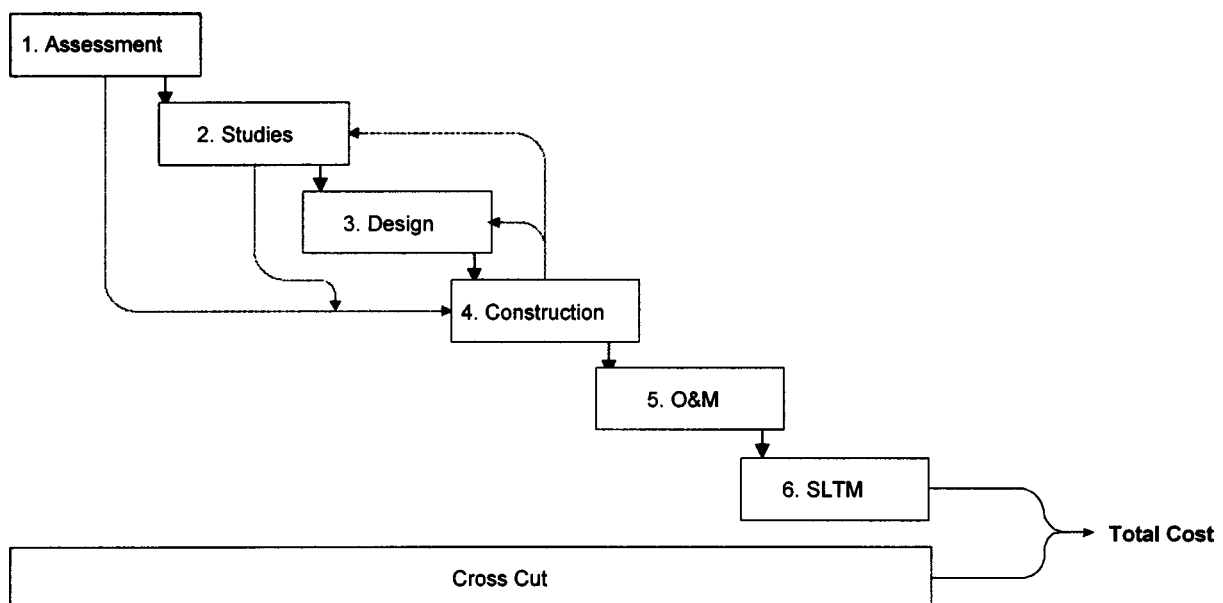 1. Assessment
2. Studies
3. Design
4. Construction
5. O&M
6. SLTM
Total Cost
Cross Cut